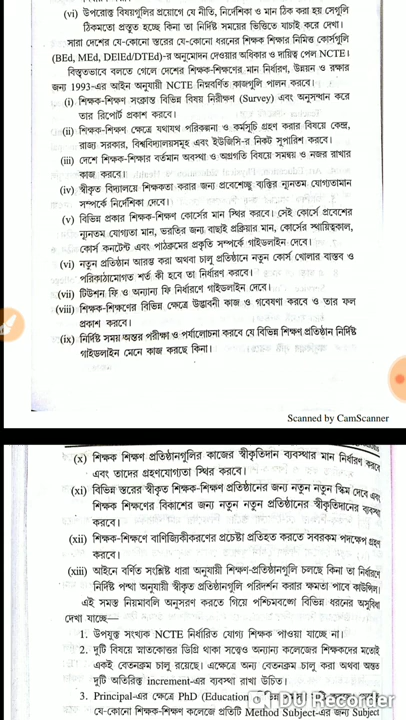 (vi) উপরোক্ত বিষয়গুলির প্রয়োগে যে নীতি, নির্দেশিকা ও মান ঠিক করা হয় সেগুলি
ঠিকমতো প্রস্তুত হচ্ছে কিনা তা নির্দিষ্ট সময়ের ভিত্তিতে যাচাই করে দেখা।
সারা দেশের যে-কোনো স্তরের যে-কোনো ধরনের শিক্ষক শিক্ষার নিমিত্ত কোর্সগুলি
(BEd, MEd, DElEd/DTEd)-র অনুমোদন দেওয়ার অধিকার ও দায়িত্ব পেল NCTE।
বিস্তৃতভাবে বলতে গেলে দেশের শিক্ষক-শিক্ষণের মান নির্ধারণ, উন্নয়ন ও রক্ষার
জন্য 1993-এর আইন অনুযায়ী NCTE নিম্নবর্ণিত কাজগুলি পালন করবে।
(i) শিক্ষক-শিক্ষণ সংক্রান্ত বিভিন্ন বিষয় নিরীক্ষণ (Survey) এবং অনুসন্ধান করে
তার রিপোর্ট প্রকাশ করবে।
(ii) শিক্ষক-শিক্ষণ ক্ষেত্রে যথাযথ পরিকল্পনা ও কর্মসূচি গ্রহণ করার বিষয়ে কেন্দ্র,
রাজ্য সরকার, বিশ্ববিদ্যালয়সমূহ এবং ইউজিসি-র নিকট সুপারিশ করবে।
(iii) দেশে শিক্ষক-শিক্ষার বর্তমান অবস্থা ও অগ্রগতি বিষয়ে সমন্বয় ও নজর রাখার
কাজ করবে।
(iv) স্বীকৃত বিদ্যালয়ে শিক্ষকতা করার জন্য প্রবেশেচ্ছু ব্যক্তির ন্যূনতম যোগ্যতামান
সম্পর্কে নির্দেশিকা দেবে।
(v) বিভিন্ন প্রকার শিক্ষক-শিক্ষণ কোর্সের মান স্থির করবে। সেই কোর্সে প্রবেশের
ন্যূনতম যোগ্যতা মান, ভরতির জন্য বাছাই প্রক্রিয়ার মান, কোর্সের স্থায়িত্বকাল,
কোর্স কনটেন্ট এবং পাঠক্রমের প্রকৃতি সম্পর্কে গাইডলাইন দেবে।
(vi) নতুন প্রতিষ্ঠান আরম্ভ করা অথবা চালু প্রতিষ্ঠানে নতুন কোর্স খোলার বাস্তব ও
পরিকাঠামোগত শর্ত কী হবে তা নির্ধারণ করবে।
(vii) টিউশন ফি ও অন্যান্য ফি নির্ধারণে গাইডলাইন দেবে।
(viii) শিক্ষক-শিক্ষণের বিভিন্ন ক্ষেত্রে উদ্ভাবনী কাজ ও গবেষণা করবে ও তার ফল
প্রকাশ করবে।
(ix) নির্দিষ্ট সময় অন্তর পরীক্ষা ও পর্যালোচনা করবে যে বিভিন্ন শিক্ষণ প্রতিষ্ঠান নির্দিষ্ট
গাইডলাইন মেনে কাজ করছে কিনা।
Scanned by CamScanner
(x) শিক্ষক শিক্ষণ প্রতিষ্ঠানগুলির কাজের স্বীকৃতিদান ব্যবস্থার মান নির্ধারণ করবে
এবং তাদের গ্রহণযোগ্যতা স্থির করবে।
(xi) বিভিন্ন স্তরের স্বীকৃত শিক্ষক-শিক্ষণ প্রতিষ্ঠানের জন্য নতুন নতুন স্কিম দেবে এবং
শিক্ষক শিক্ষণের বিকাশের জন্য নতুন নতুন প্রতিষ্ঠানের স্বীকৃতিদানের ব্যবস্থা
করবে।
(xii) শিক্ষক-শিক্ষণে বাণিজ্যিকীকরণের প্রচেষ্টা প্রতিহত করতে সবরকম পদক্ষেপ গ্রহণ
করবে।
(xiii) আইনে বর্ণিত সংশ্লিষ্ট ধারা অনুযায়ী শিক্ষণ-প্রতিষ্ঠানগুলি চলছে কিনা তা নির্ধারণে
নির্দিষ্ট পন্থা অনুযায়ী স্বীকৃত প্রতিষ্ঠানগুলি পরিদর্শন করার ক্ষমতা পাবে কাউন্সিল।
এই সমস্ত নিয়মাবলি অনুসরণ করতে গিয়ে পশ্চিমবঙ্গে বিভিন্ন ধরনের অসুবিধা
দেখা যাচ্ছে—
1. উপযুক্ত সংখ্যক NCTE নির্ধারিত যোগ্য শিক্ষক পাওয়া যাচ্ছে না।
2. দুটি বিষয়ে স্নাতকোত্তর ডিগ্রি থাকা সত্ত্বেও অন্যান্য কলেজের শিক্ষকদের মতোই
একই বেতনক্রম চালু রয়েছে। এক্ষেত্রে অন্য বেতনক্রম চালু করা অথবা অন্তত
দুটি অতিরিক্ত increment-এর ব্যবস্থা রাখা উচিত।
3. Principal-এর ক্ষেত্রে PhD (Education
যে-কোনো শিক্ষক-শিক্ষণ কলেজে প্রতিটি Method Subject-এর জন্য Subject
DU Recorder